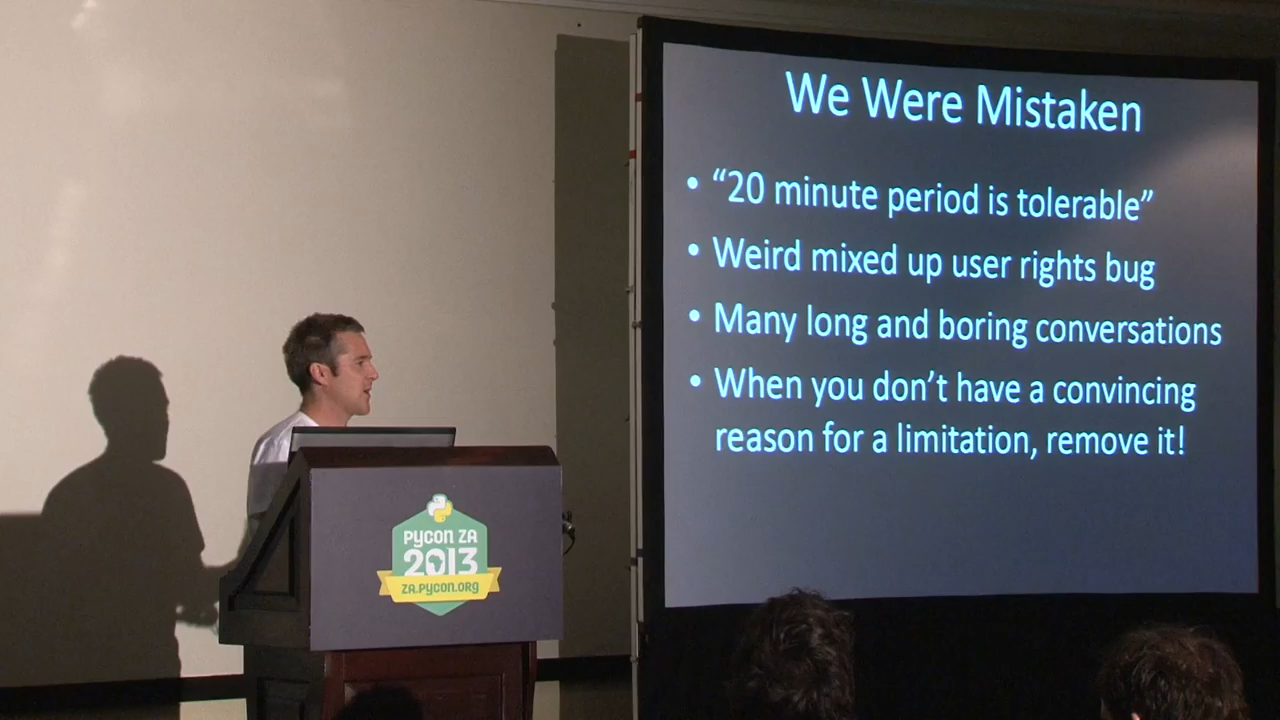 We Were Mistaken
• “20 minute period is tolerable”
• Weird mixed up user rights bug
• Many long and boring conversations
• When you don’t have a convincing
reason for a limitation, remove it!
PYCON ZA
2013
ZA.PYCON.ORG